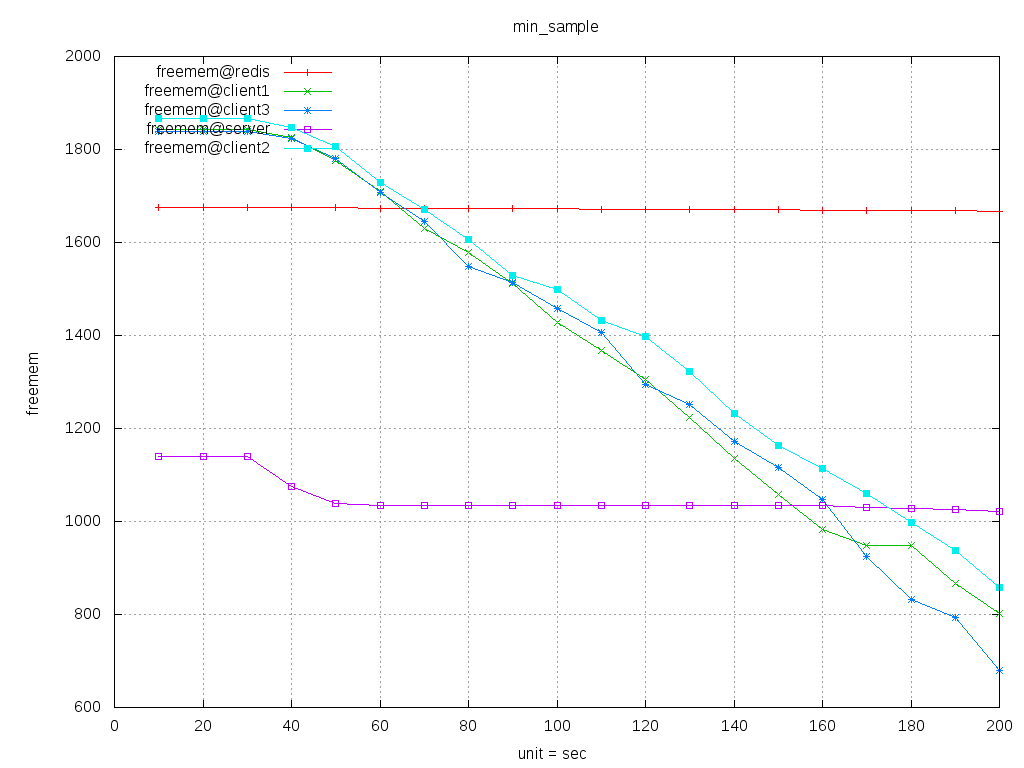 min_sample
freemem@redis
freemem@client1
freemem@client3
freemem@server
freemem@client2
2000
1800
1600
1400
1200
1000
800
600
freemem
0 20 40 60 80 100 120 140 160 180 200
unit = sec